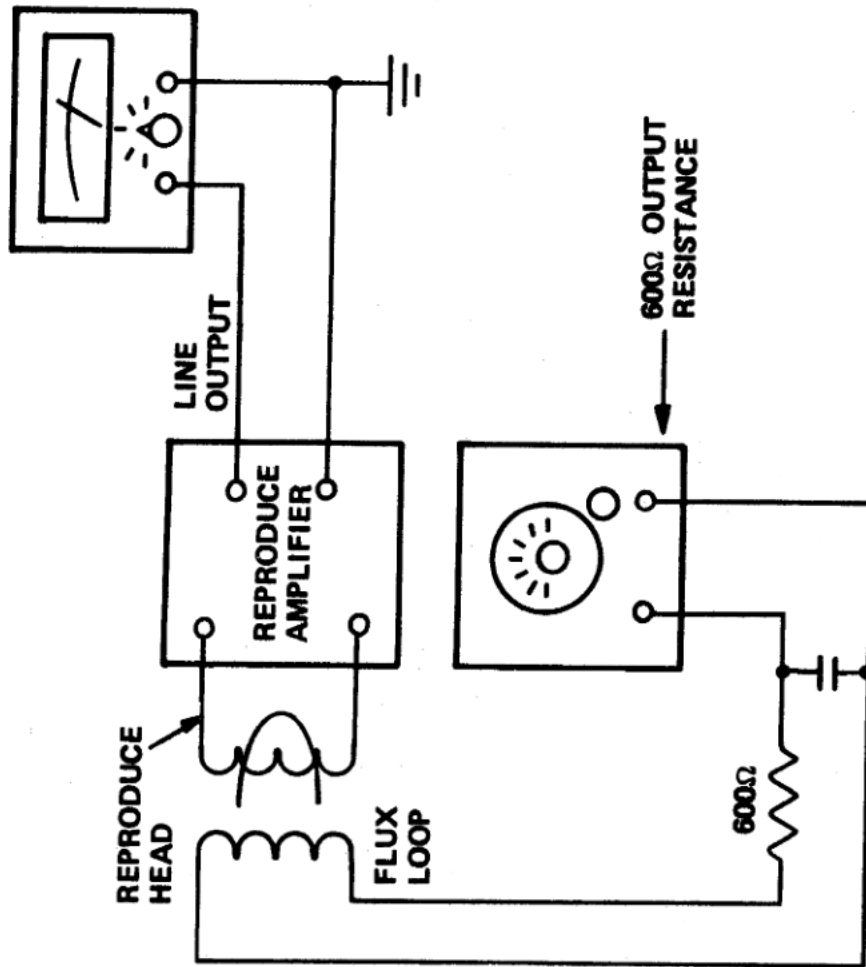 REPRODUCE
HEAD
FLUX
LOOP
REPRODUCE
AMPLIFIER
LINE
OUTPUT
600Ω
600Ω OUTPUT
RESISTANCE